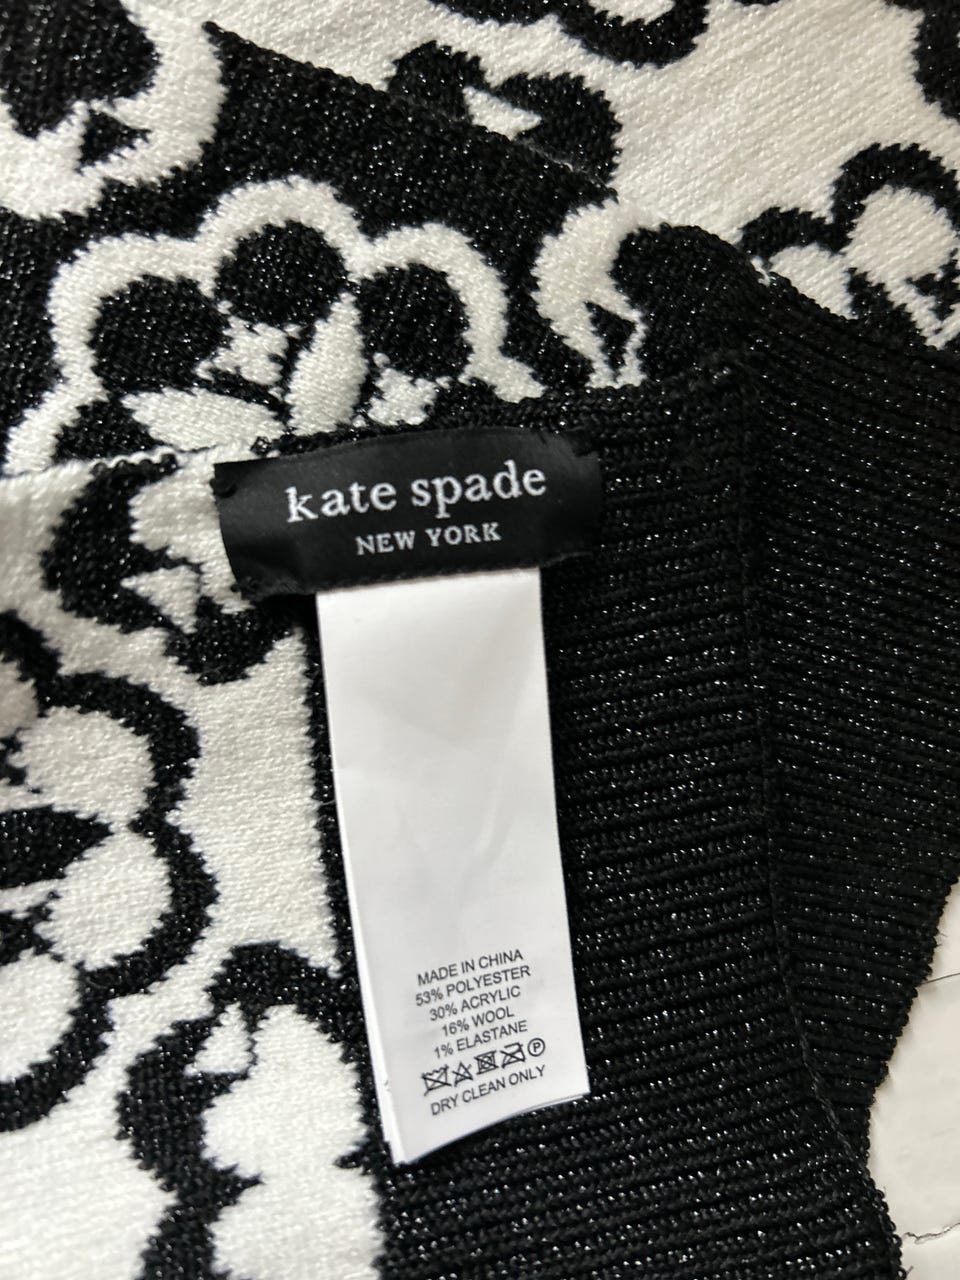 kate spade
NEW YORK
MADE IN CHINA
53% POLYESTER
30% ACRYLIC
16% WOOL
1% ELASTANE
P
DRY CLEAN ONLY